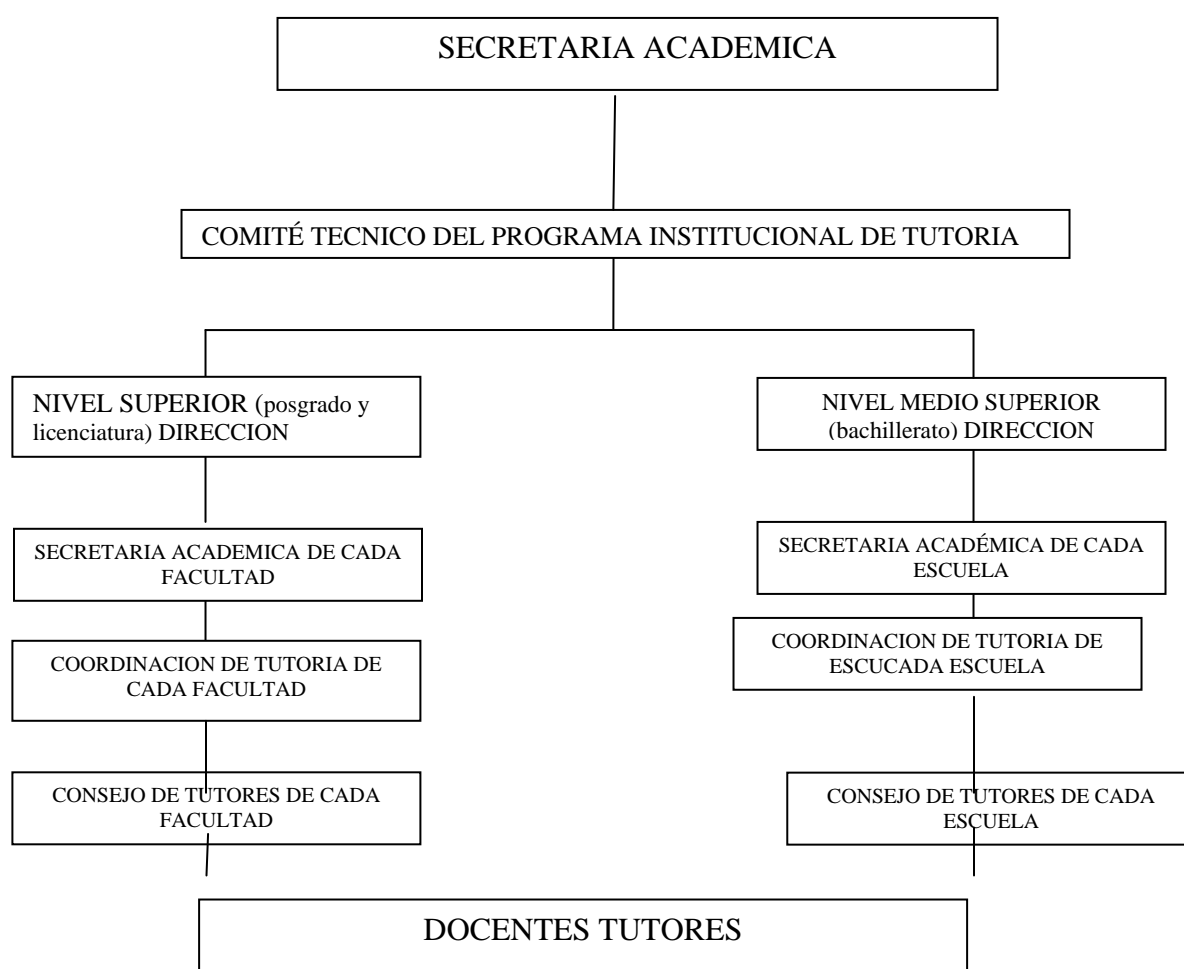 SECRETARIA ACADEMICA
COMITÉ TECNICO DEL PROGRAMA INSTITUCIONAL DE TUTORIA
NIVEL SUPERIOR (posgrado y
licenciatura) DIRECCION
NIVEL MEDIO SUPERIOR
(bachillerato) DIRECCION
SECRETARIA ACADEMICA DE CADA
FACULTAD
SECRETARIA ACADÉMICA DE CADA
ESCUELA
COORDINACION DE TUTORIA DE
CADA FACULTAD
COORDINACION DE TUTORIA DE
ESCUCADA ESCUELA
CONSEJO DE TUTORES DE CADA
FACULTAD
CONSEJO DE TUTORES DE CADA
ESCUELA
DOCENTES TUTORES